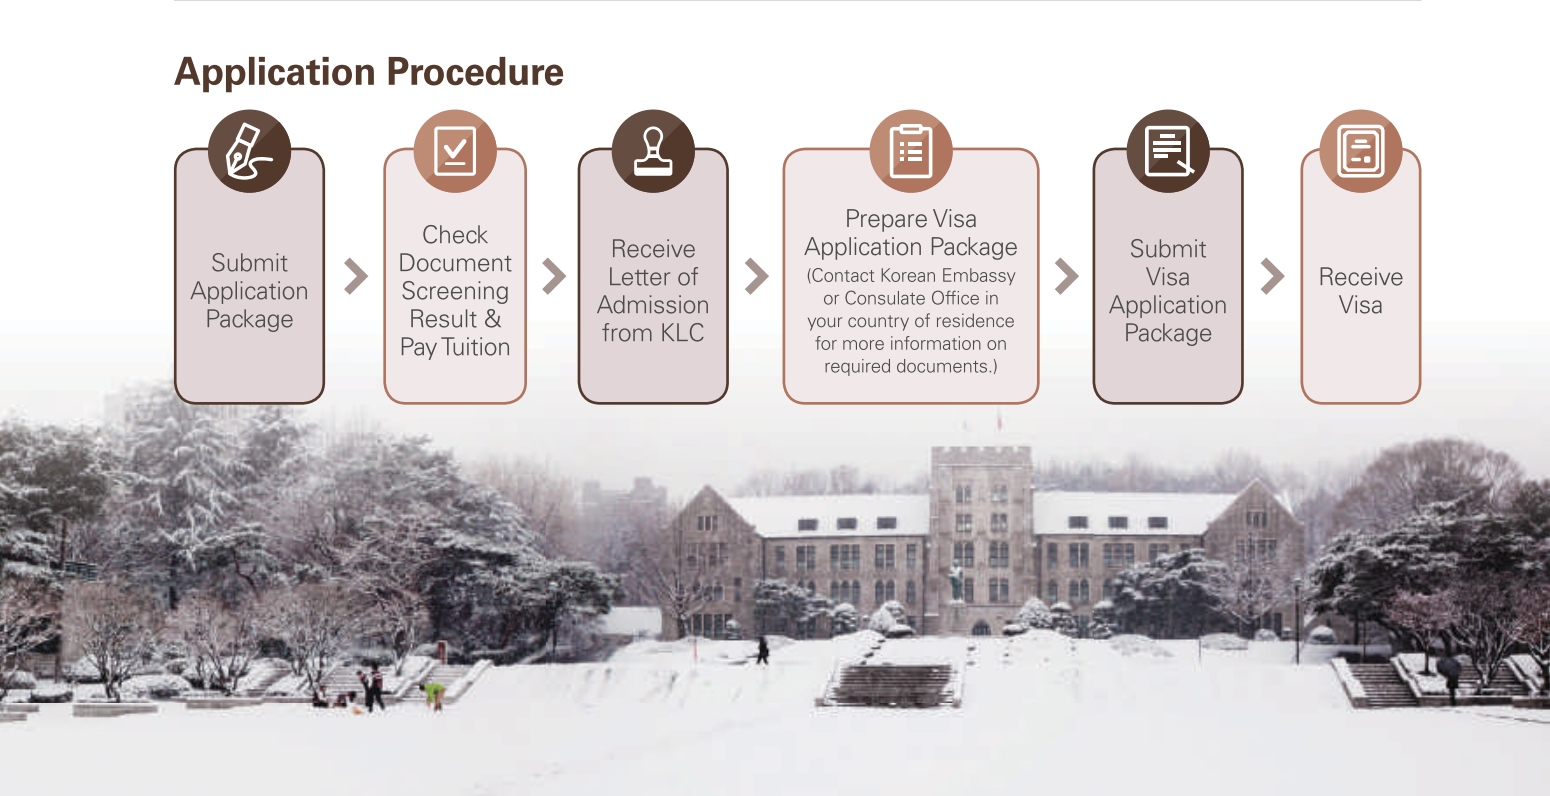 Application Procedure
Submit
Application
Package
Check
Document
Screening
Result &
Pay Tuition
Receive
Letter of
Admission
from KLC
Prepare Visa
Application Package
(Contact Korean Embassy
or Consulate Office in
your country of residence
for more information on
required documents.)
Submit
Visa
Application
Package
Receive
Visa